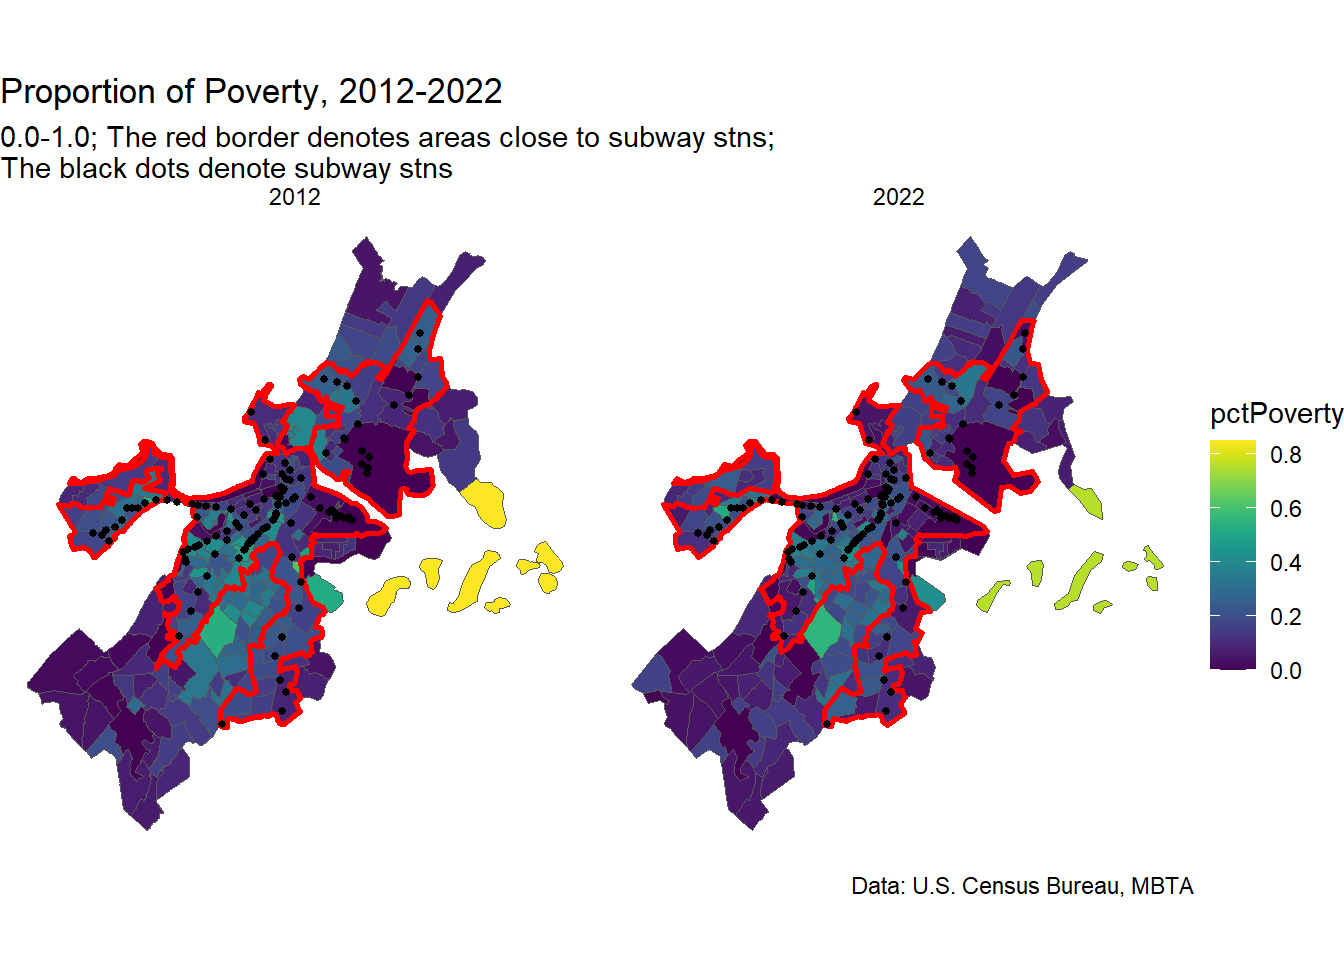 Proportion of Poverty, 2012-2022
0.0-1.0; The red border denotes areas close to subway stns;
The black dots denote subway stns
2012
2022
pctPoverty
0.8
0.6
0.4
0.2
0.0
Data: U.S. Census Bureau, MBTA